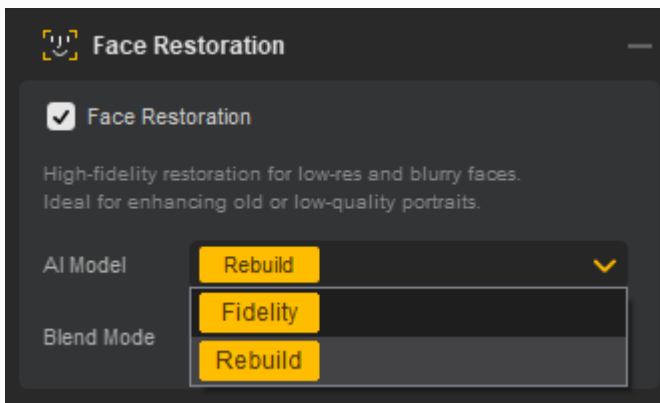 Face Restoration
Face Restoration
High-fidelity restoration for low-res and blurry faces.
Ideal for enhancing old or low-quality portraits.
AI Model
Rebuild
Fidelity
Blend Mode
Rebuild